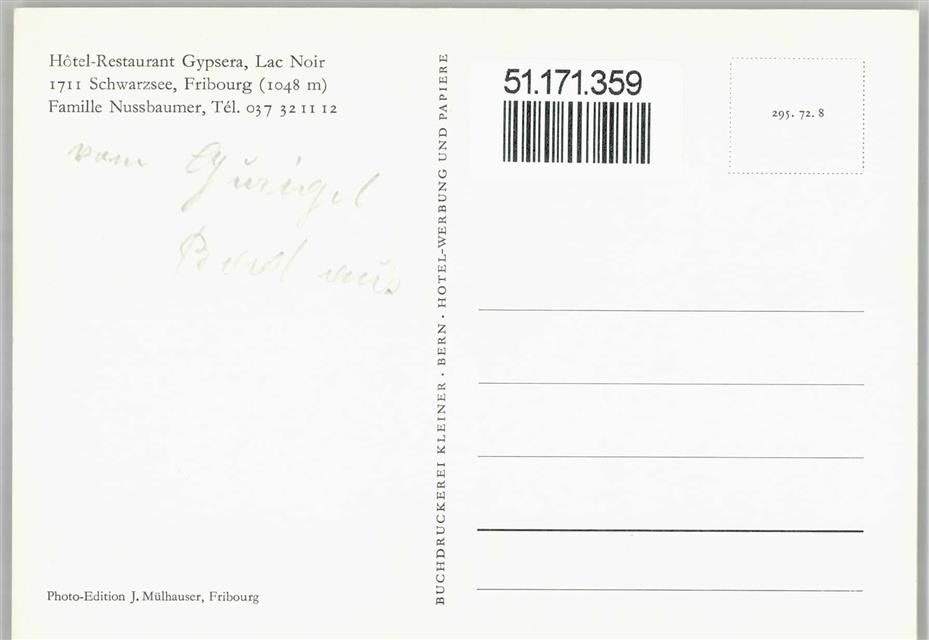 Hôtel-Restaurant Gypsera, Lac Noir
1711 Schwarzsee, Fribourg (1048 m)
Famille Nussbaumer, Tél. 037 32 11 12
vom
aus
Photo-Edition J. Mülhauser, Fribourg
BUCHDRUCKEREI KLEINER · BERN · HOTEL-WERBUNG UND PAPIERE
51.171.359
295. 72. 8